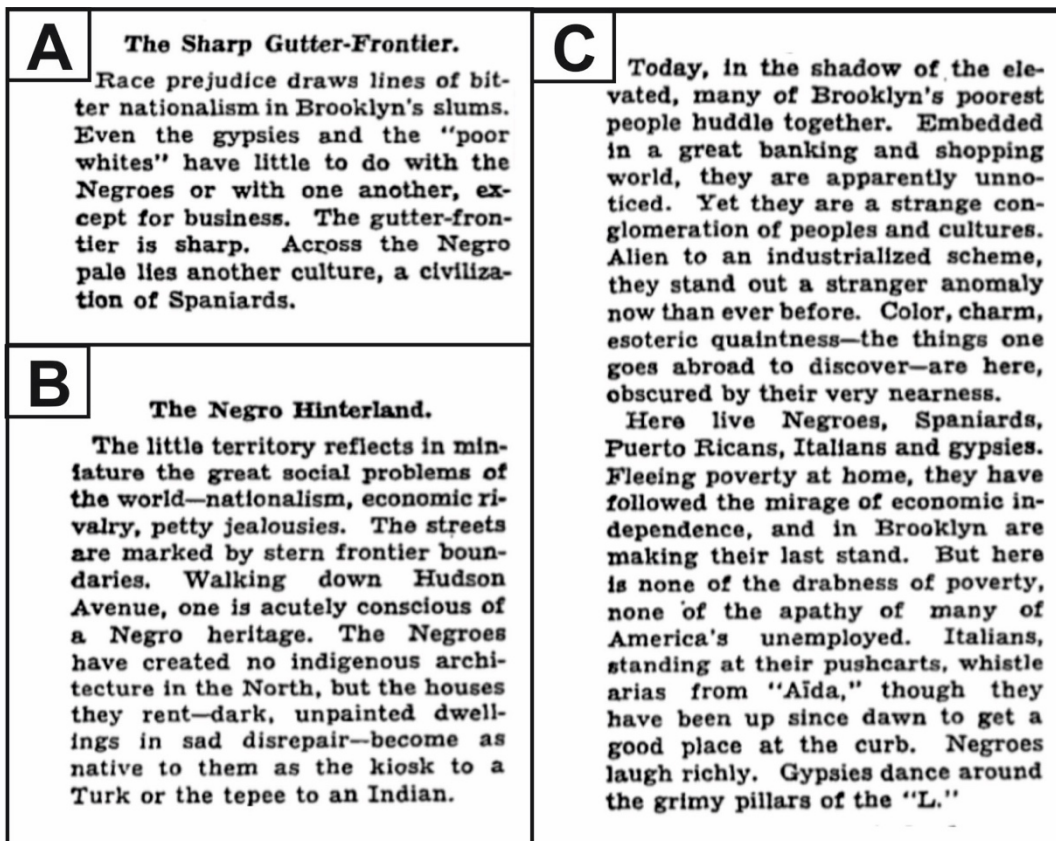 A
The Sharp Gutter-Frontier.
Race prejudice draws lines of bit-
ter nationalism in Brooklyn's slums.
Even the gypsies and the "poor
whites" have little to do with the
Negroes or with one another, ex-
cept for business. The gutter-fron-
tier is sharp. Across the Negro
pale lies another culture, a civiliza-
tion of Spaniards.
B
The Negro Hinterland.
The little territory reflects in min-
iature the great social problems of
the world—nationalism, economic ri-
valry, petty jealousies. The streets
are marked by stern frontier boun-
daries. Walking down Hudson
Avenue, one is acutely conscious of
a Negro heritage. The Negroes
have created no indigenous archi-
tecture in the North, but the houses
they rent—dark, unpainted dwell-
ings in sad disrepair—become as
native to them as the kiosk to a
Turk or the tepee to an Indian.
C
Today, in the shadow of the ele-
vated, many of Brooklyn's poorest
people huddle together. Embedded
in a great banking and shopping
world, they are apparently unno-
ticed. Yet they are a strange con-
glomeration of peoples and cultures.
Alien to an industrialized scheme,
they stand out a stranger anomaly
now than ever before. Color, charm,
esoteric quaintness—the things one
goes abroad to discover—are here,
obscured by their very nearness.
Here live Negroes, Spaniards,
Puerto Ricans, Italians and gypsies.
Fleeing poverty at home, they have
followed the mirage of economic in-
dependence, and in Brooklyn are
making their last stand. But here
is none of the drabness of poverty,
none of the apathy of many of
America's unemployed. Italians,
standing at their pushcarts, whistle
arias from "Aïda," though they
have been up since dawn to get a
good place at the curb. Negroes
laugh richly. Gypsies dance around
the grimy pillars of the "L."